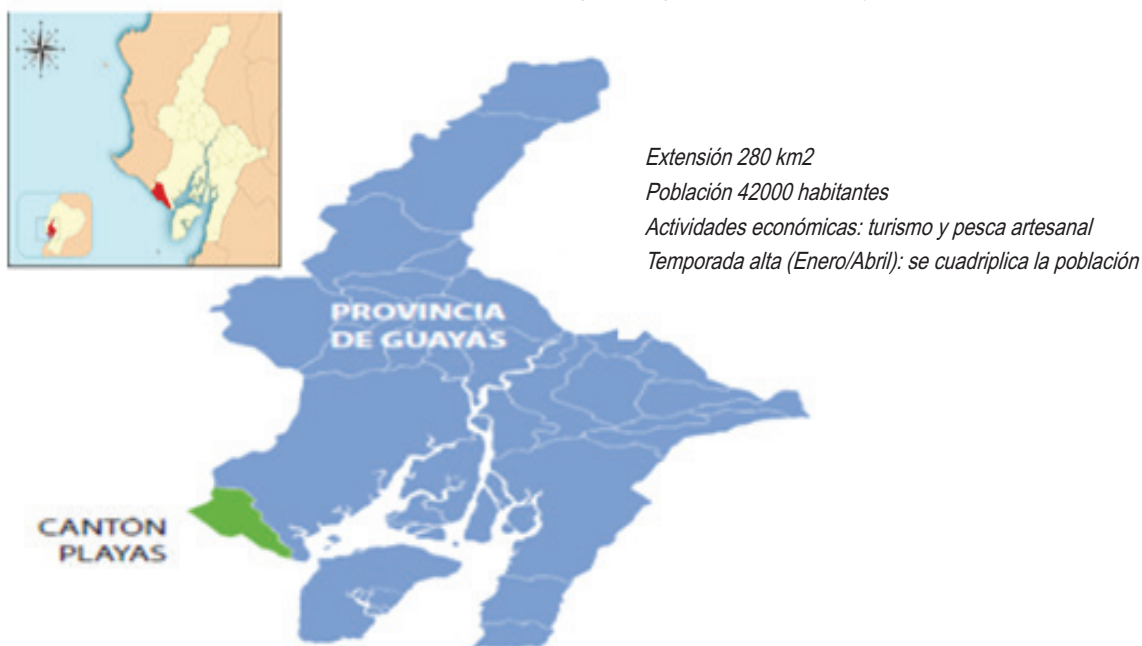 Extensión 280 km2
Población 42000 habitantes
Actividades económicas: turismo y pesca artesanal
Temporada alta (Enero/Abril): se cuadriplica la población
PROVINCIA
DE GUAYAS
CANTÓN
PLAYAS